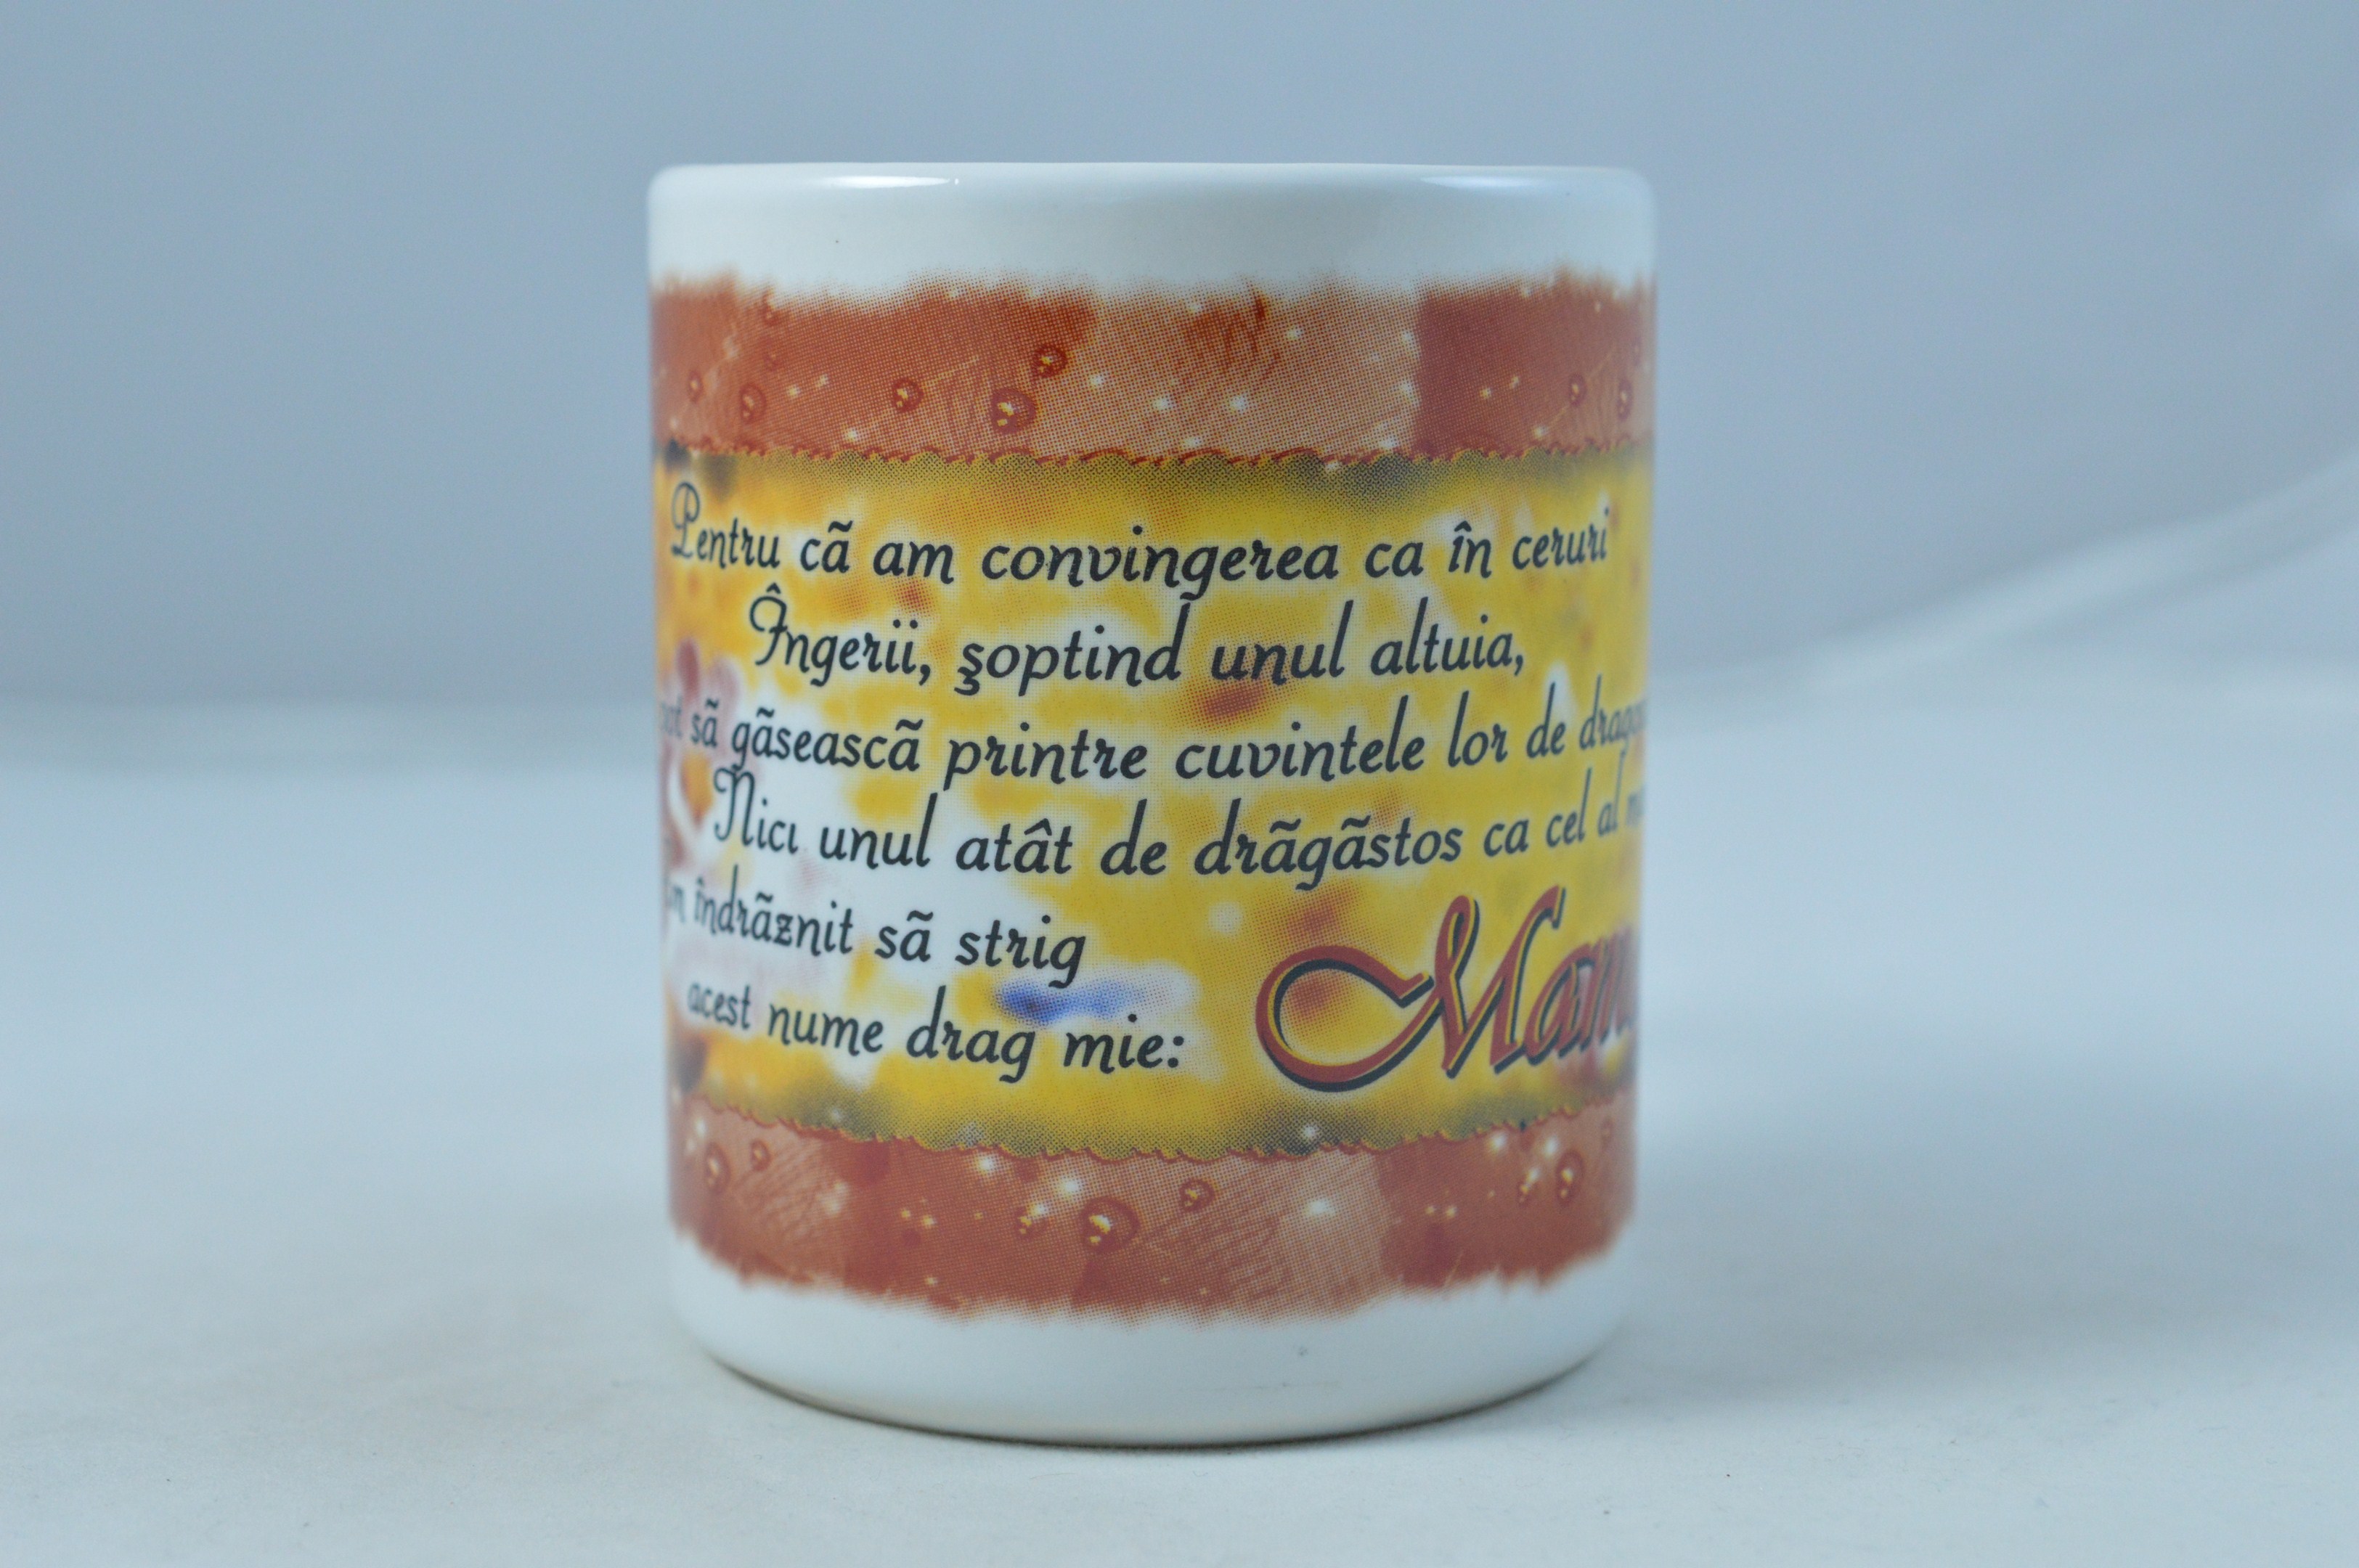 Pentru cã am convingerea ca în ceruri
Îngerii, şoptind unul altuia,
sã gãseascã printre cuvintele lor de
Nici unul atât de drãgãstos ca cel al
îndrãznit sã strig
acest nume drag mie: